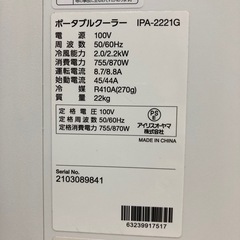 ポータブルクーラー IPA-2221G
電源 100V
周波数 50/60Hz
冷風能力 2.0/2.2kW
消費電力 755/870W
運転電流 8.7/8.8A
始動電流 45/44A
冷媒 R410A(270g)
質量 22kg
定格電圧 100V
定格消費電力 755/870W
定格周波数 50/60Hz
PSE
アイリスオーヤマ
株式会社
MADE IN CHINA
Serial No.
2103089841
63239917517